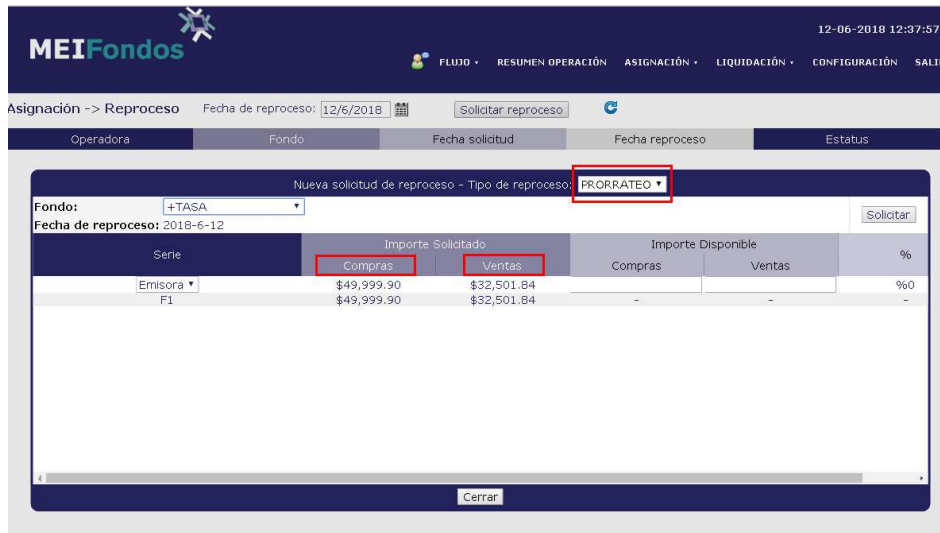 MEIFondos
12-06-2018 12:37:57
FLUJO RESUMEN OPERACIÓN ASIGNACIÓN LIQUIDACIÓN CONFIGURACIÓN SALI
Asignación -> Reproceso Fecha de reproceso: 12/6/2018 Solicitar reproceso
Operadora Fondo Fecha solicitud Fecha reproceso Estatus
Nueva solicitud de reproceso - Tipo de reproceso: PRORRATEO
Fondo: +TASA Solicitar
Fecha de reproceso: 2018-6-12
Serie Importe Solicitado Importe Disponible %
Compras Ventas Compras Ventas
Emisora $49,999.90 $32,501.84 %0
F1 $49,999.90 $32,501.84 - - -
Cerrar